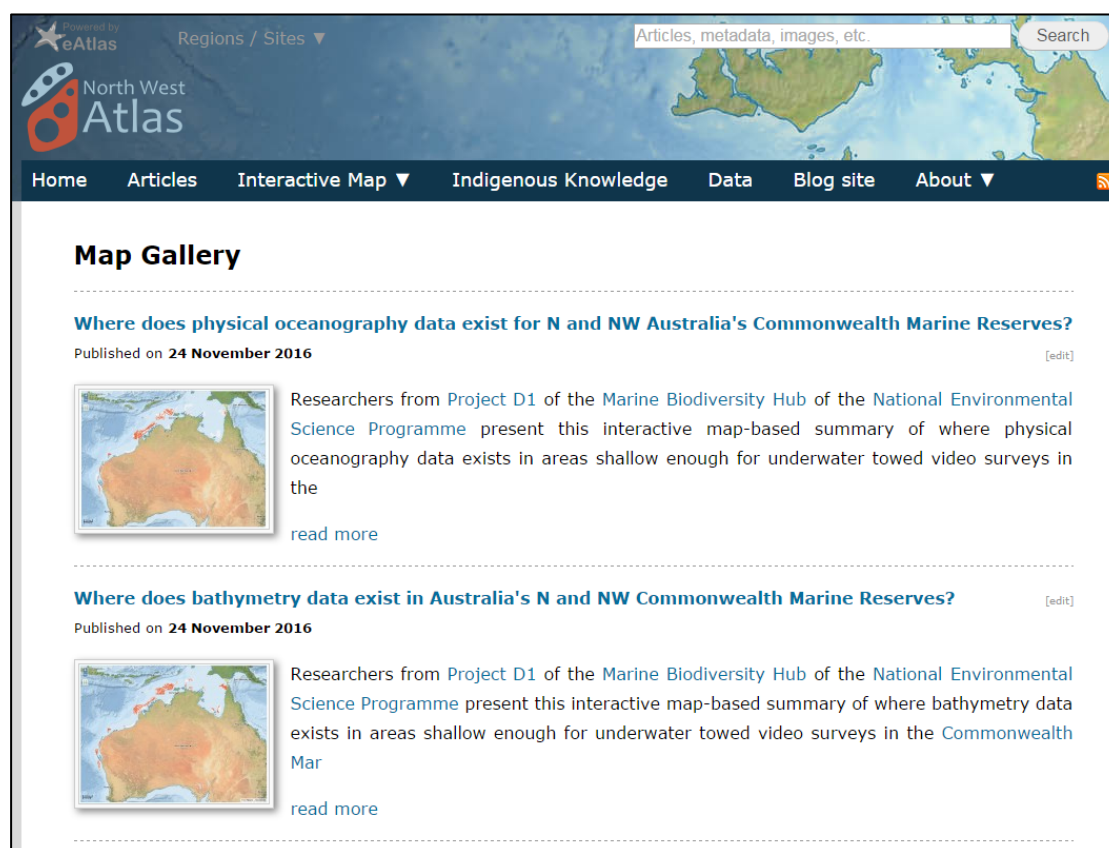 Powered by
eAtlas
Regions / Sites ▼
Articles, metadata, images, etc.
Search
North West
Atlas
Home Articles Interactive Map ▼ Indigenous Knowledge Data Blog site About ▼
Map Gallery
Where does physical oceanography data exist for N and NW Australia's Commonwealth Marine Reserves?
Published on 24 November 2016
[edit]
Researchers from Project D1 of the Marine Biodiversity Hub of the National Environmental
Science Programme present this interactive map-based summary of where physical
oceanography data exists in areas shallow enough for underwater towed video surveys in
the
read more
Where does bathymetry data exist in Australia's N and NW Commonwealth Marine Reserves?
[edit]
Published on 24 November 2016
Researchers from Project D1 of the Marine Biodiversity Hub of the National Environmental
Science Programme present this interactive map-based summary of where bathymetry data
exists in areas shallow enough for underwater towed video surveys in the Commonwealth
Mar
read more